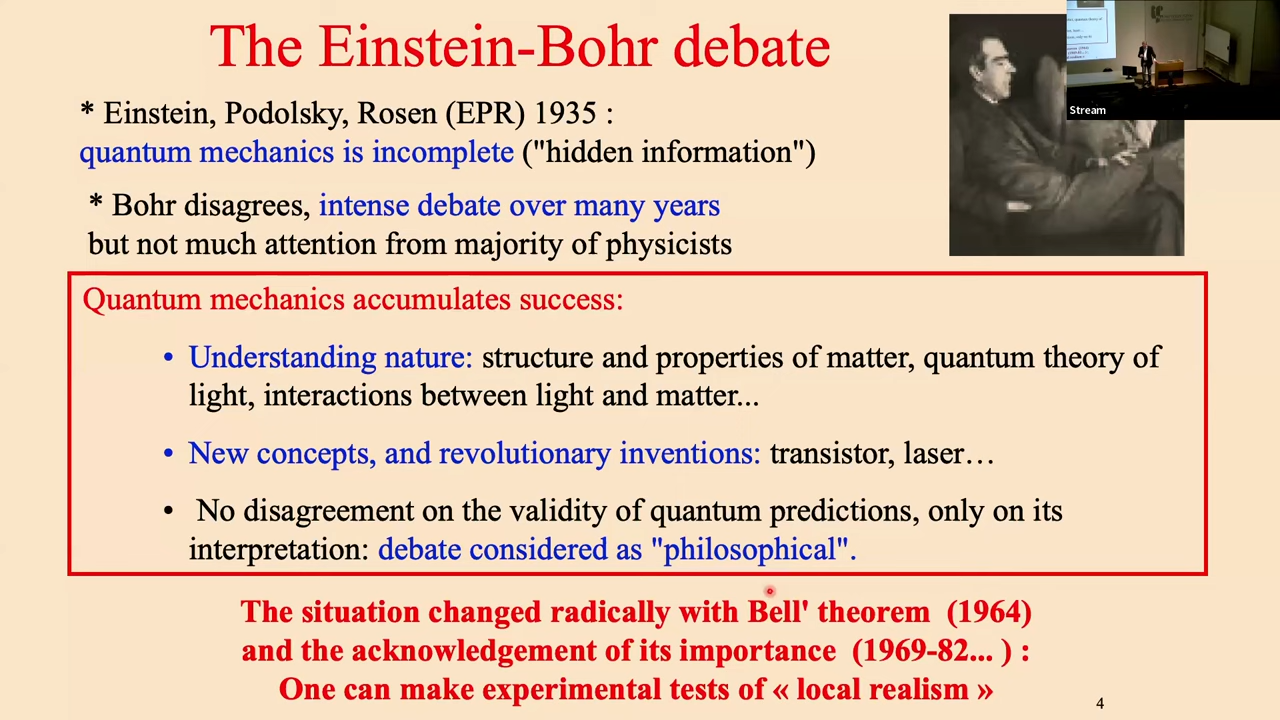 The Einstein-Bohr debate
* Einstein, Podolsky, Rosen (EPR) 1935 :
quantum mechanics is incomplete ("hidden information")
* Bohr disagrees, intense debate over many years
but not much attention from majority of physicists
Stream
Quantum mechanics accumulates success:
• Understanding nature: structure and properties of matter, quantum theory of
light, interactions between light and matter...
• New concepts, and revolutionary inventions: transistor, laser…
• No disagreement on the validity of quantum predictions, only on its
interpretation: debate considered as "philosophical".
The situation changed radically with Bell' theorem (1964)
and the acknowledgement of its importance (1969-82... ) :
One can make experimental tests of « local realism »
4